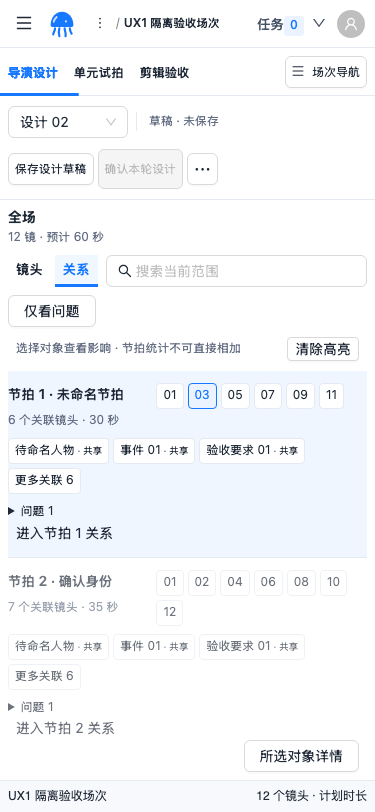 / UX1 隔离验收场次 任务 0
导演设计 单元试拍 剪辑验收 场次导航
设计 02 草稿 · 未保存
保存设计草稿 确认本轮设计 ···
全场
12 镜 · 预计 60 秒
镜头 关系 搜索当前范围
仅看问题
选择对象查看影响 · 节拍统计不可直接相加 清除高亮
节拍 1 · 未命名节拍 01 03 05 07 09 11
6 个关联镜头 · 30 秒
待命名人物 · 共享 事件 01 · 共享 验收要求 01 · 共享
更多关联 6
问题 1
进入节拍 1 关系
节拍 2 · 确认身份 01 02 04 06 08 10
7 个关联镜头 · 35 秒 12
待命名人物 · 共享 事件 01 · 共享 验收要求 01 · 共享
更多关联 6
问题 1
进入节拍 2 关系
所选对象详情
UX1 隔离验收场次 12 个镜头 · 计划时长